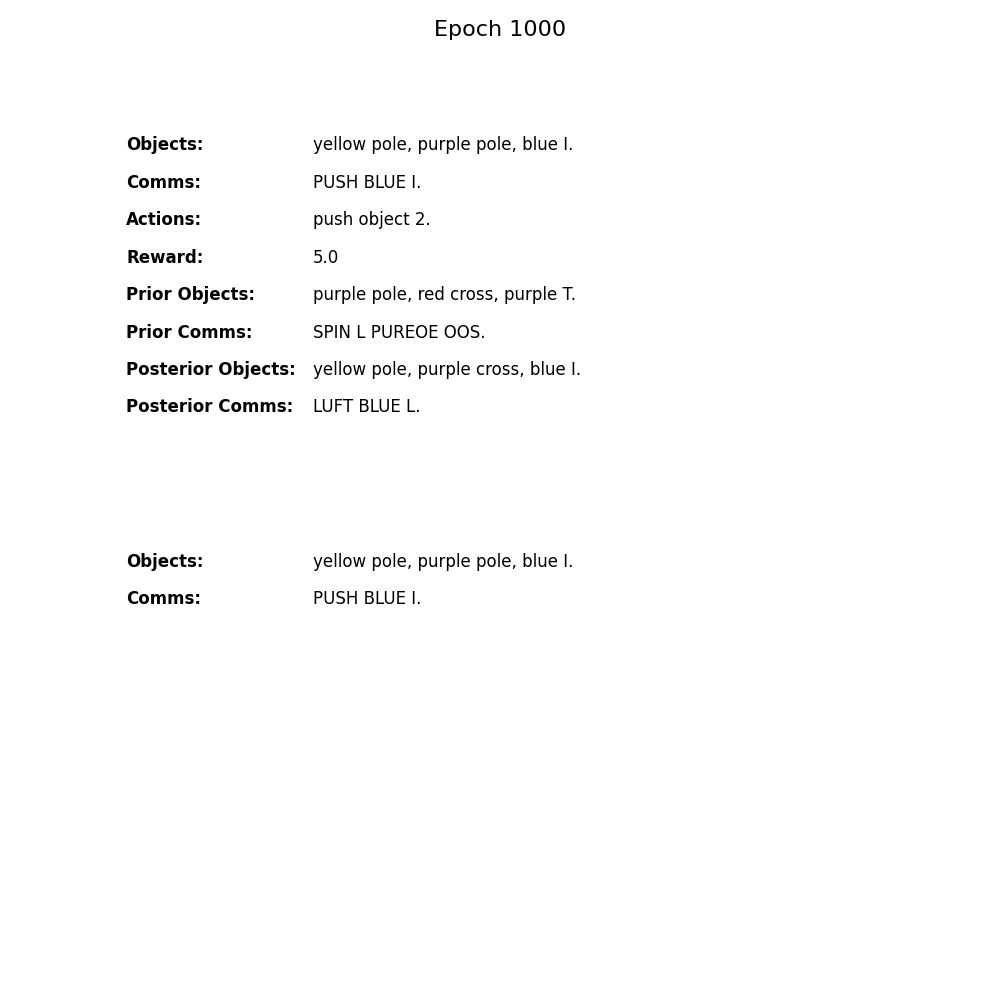 Epoch 1000
Objects: yellow pole, purple pole, blue I.
Comms: PUSH BLUE I.
Actions: push object 2.
Reward: 5.0
Prior Objects: purple pole, red cross, purple T.
Prior Comms: SPIN L PUREOE OOS.
Posterior Objects: yellow pole, purple cross, blue I.
Posterior Comms: LUFT BLUE L.
Objects: yellow pole, purple pole, blue I.
Comms: PUSH BLUE I.